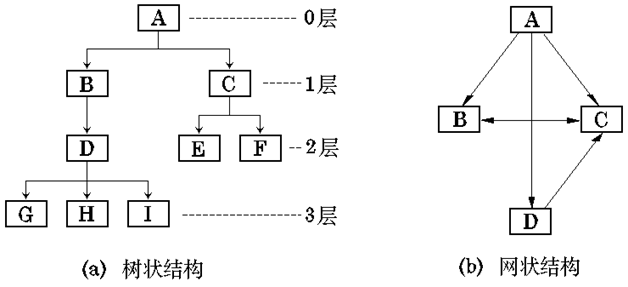 A 0层
B C 1层
D E F 2层
G H I 3层
(a) 树状结构
A
B C
D
(b) 网状结构